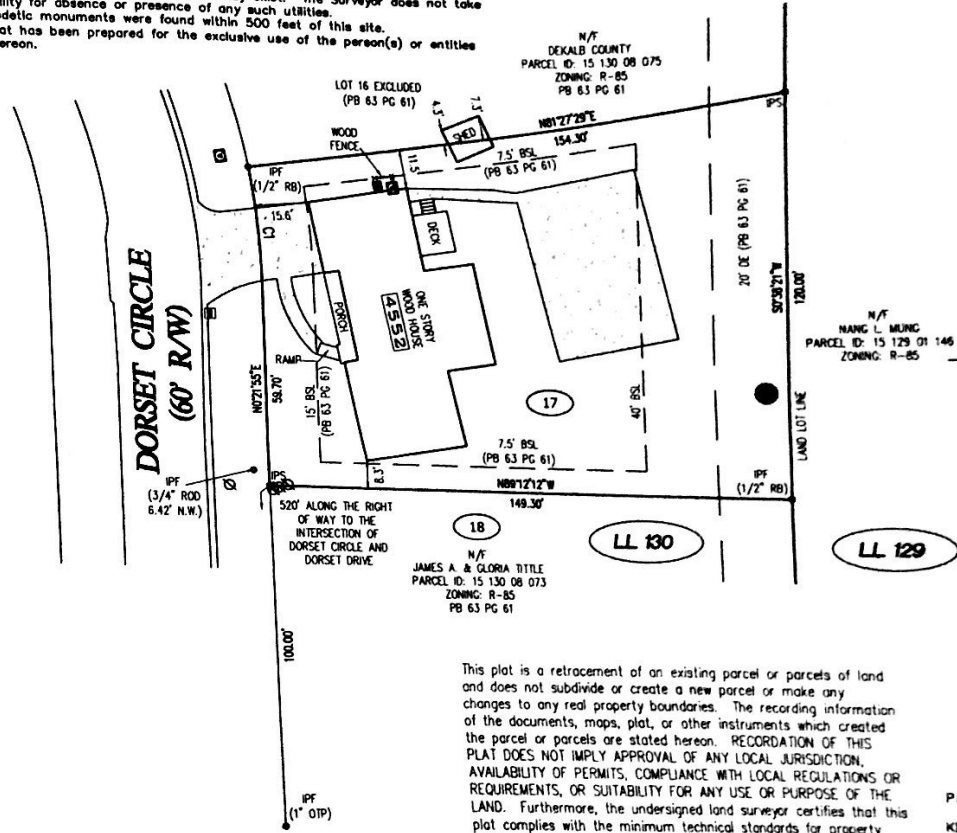 ility for absence or presence of any such utilities.
odetic monuments were found within 500 feet of this site.
at has been prepared for the exclusive use of the person(s) or entities
ereon.
N/F
DEKALB COUNTY
PARCEL ID: 15 130 08 075
ZONING: R-85
PB 63 PG 61
LOT 16 EXCLUDED
(PB 63 PG 61)
4.3'
7.3'
SHED
N81°27'29"E
154.30'
IPS
WOOD
FENCE
IPF
(1/2" RB)
11.5'
7.5' BSL
(PB 63 PG 61)
15.6'
C1
DECK
20' DE (PB 63 PG 61)
S0°38'21"W
120.00'
DORSET CIRCLE
(60' R/W)
ONE STORY
WOOD HOUSE
4552
PORCH
RAMP
N0°21'55"E
59.70'
15' BSL
(PB 63 PG 61)
N/F
NANG L. MUNG
PARCEL ID: 15 129 01 146
ZONING: R-85
17
40' BSL
LAND LOT LINE
7.5' BSL
(PB 63 PG 61)
8.3'
IPF
(3/4" ROD
6.42' N.W.)
IPS
N89°12'12"W
149.30'
IPF
(1/2" RB)
520' ALONG THE RIGHT
OF WAY TO THE
INTERSECTION OF
DORSET CIRCLE AND
DORSET DRIVE
18
N/F
JAMES A. & GLORIA TITTLE
PARCEL ID: 15 130 08 073
ZONING: R-85
PB 63 PG 61
LL 130
LL 129
100.00'
IPF
(1" OTP)
This plat is a retracement of an existing parcel or parcels of land
and does not subdivide or create a new parcel or make any
changes to any real property boundaries. The recording information
of the documents, maps, plat, or other instruments which created
the parcel or parcels are stated hereon. RECORDATION OF THIS
PLAT DOES NOT IMPLY APPROVAL OF ANY LOCAL JURISDICTION,
AVAILABILITY OF PERMITS, COMPLIANCE WITH LOCAL REGULATIONS OR
REQUIREMENTS, OR SUITABILITY FOR ANY USE OR PURPOSE OF THE
LAND. Furthermore, the undersigned land surveyor certifies that this
plat complies with the minimum technical standards for property